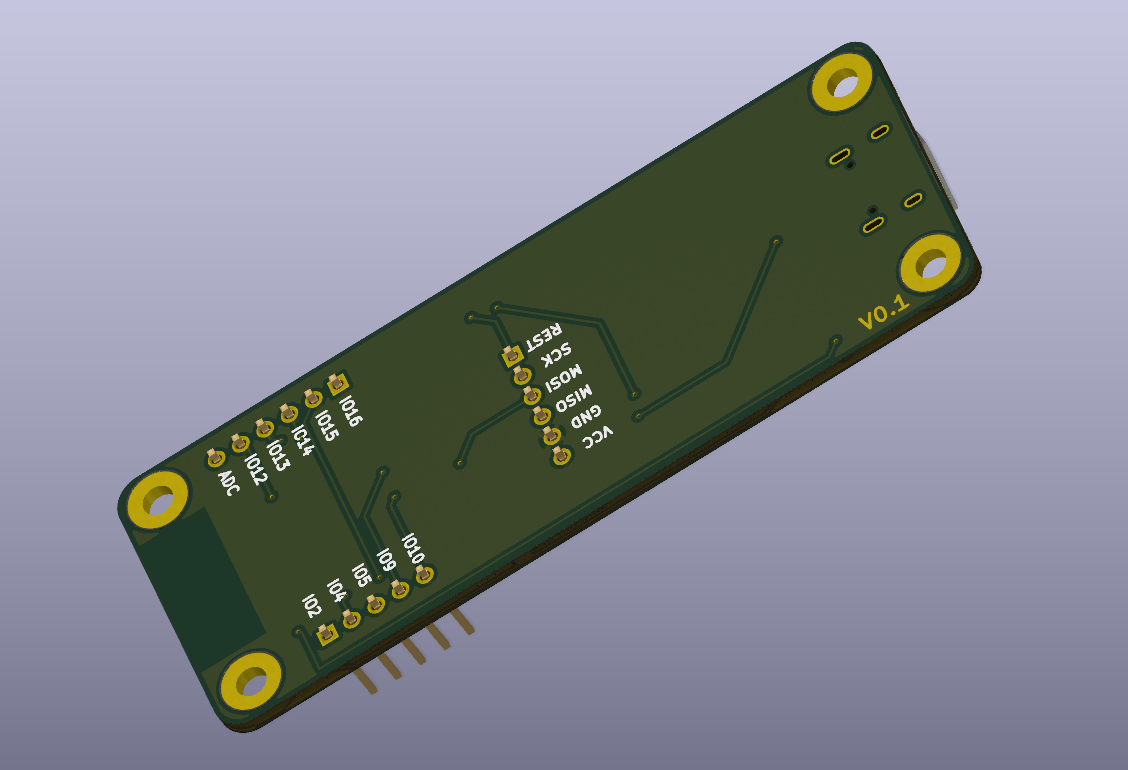 V0.1
REST
SCK
MOSI
MISO
GND
VCC
IO16
IO15
IO14
IO13
IO12
ADC
IO10
IO9
IO5
IO4
IO2